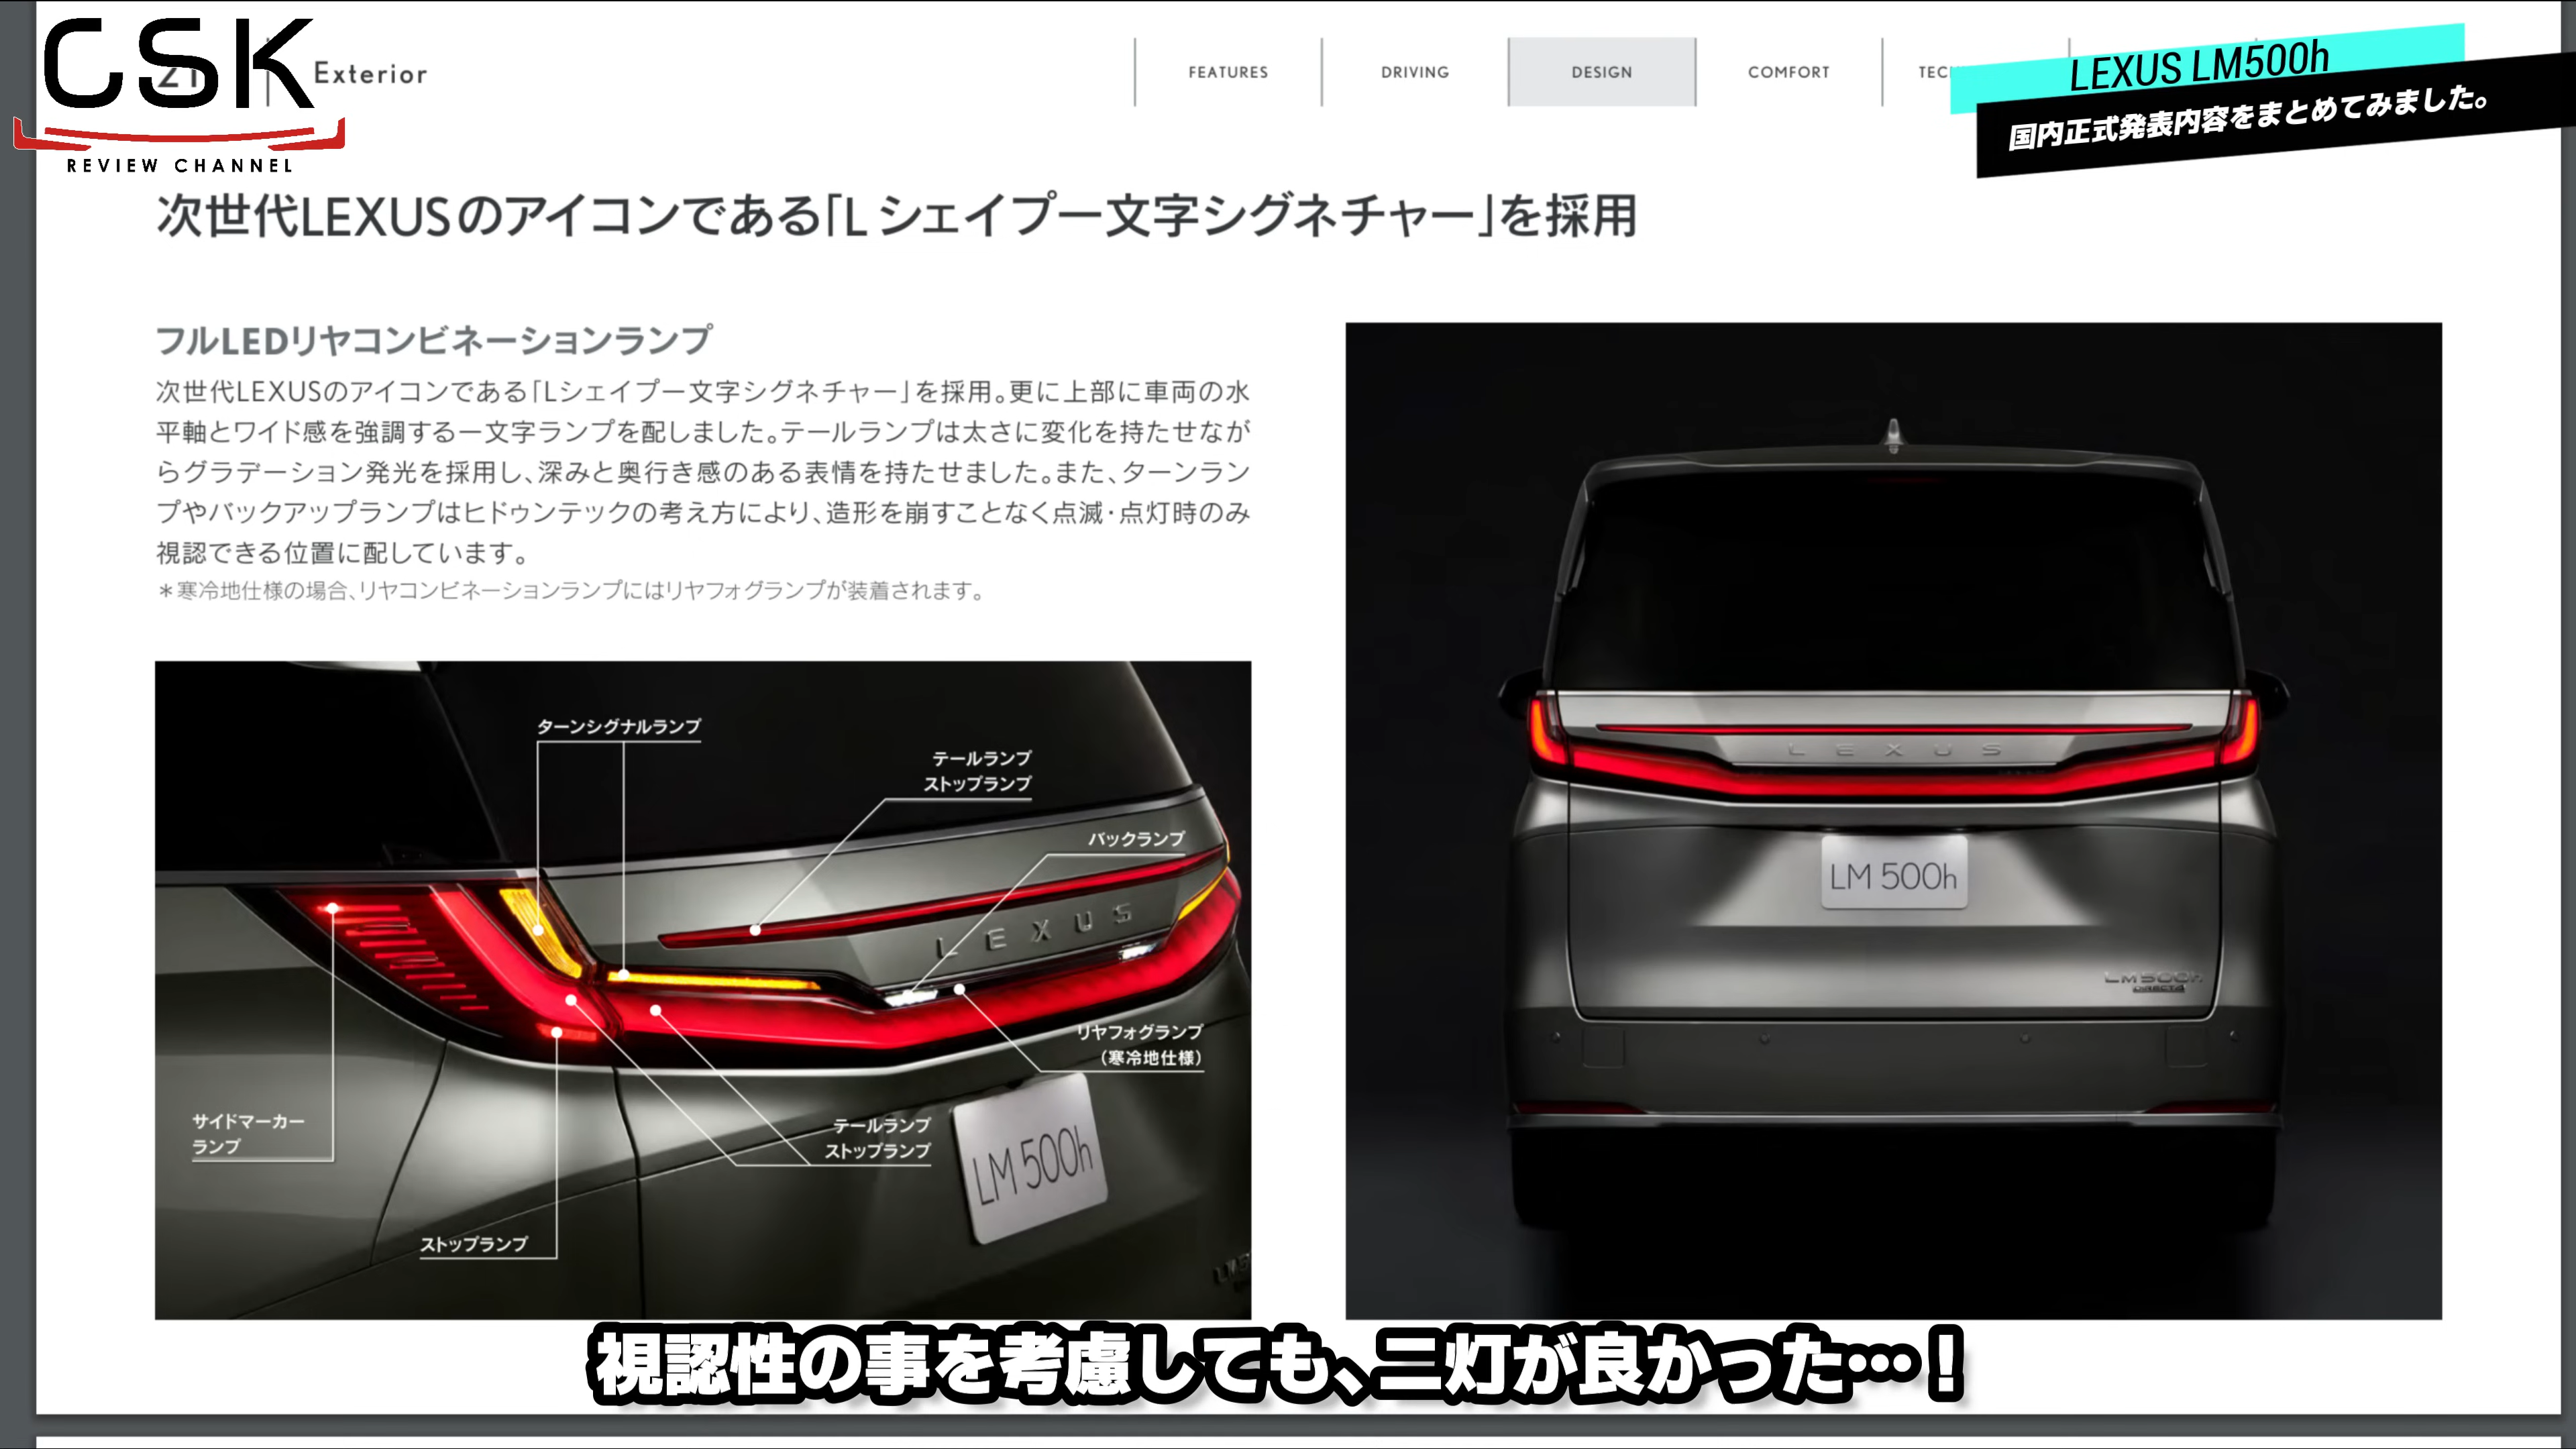 CSK
REVIEW CHANNEL
21
Exterior
FEATURES
DRIVING
DESIGN
COMFORT
LEXUS LM500h
国内正式発表内容をまとめてみました。
次世代LEXUSのアイコンである「L シェイプ一文字シグネチャー」を採用
フルLEDリヤコンビネーションランプ
次世代LEXUSのアイコンである「Lシェイプ一文字シグネチャー」を採用。更に上部に車両の水
平軸とワイド感を強調する一文字ランプを配しました。テールランプは太さに変化を持たせなが
らグラデーション発光を採用し、深みと奥行き感のある表情を持たせました。また、ターンラン
プやバックアップランプはヒドゥンテックの考え方により、造形を崩すことなく点滅・点灯時のみ
視認できる位置に配しています。
＊寒冷地仕様の場合、リヤコンビネーションランプにはリヤフォグランプが装着されます。
ターンシグナルランプ
テールランプ
ストップランプ
バックランプ
LEXUS
リヤフォグランプ
（寒冷地仕様）
サイドマーカー
ランプ
テールランプ
ストップランプ
LM 500h
ストップランプ
LEXUS
LM 500h
LM500h
DIRECT4
視認性の事を考慮しても、二灯が良かった…！